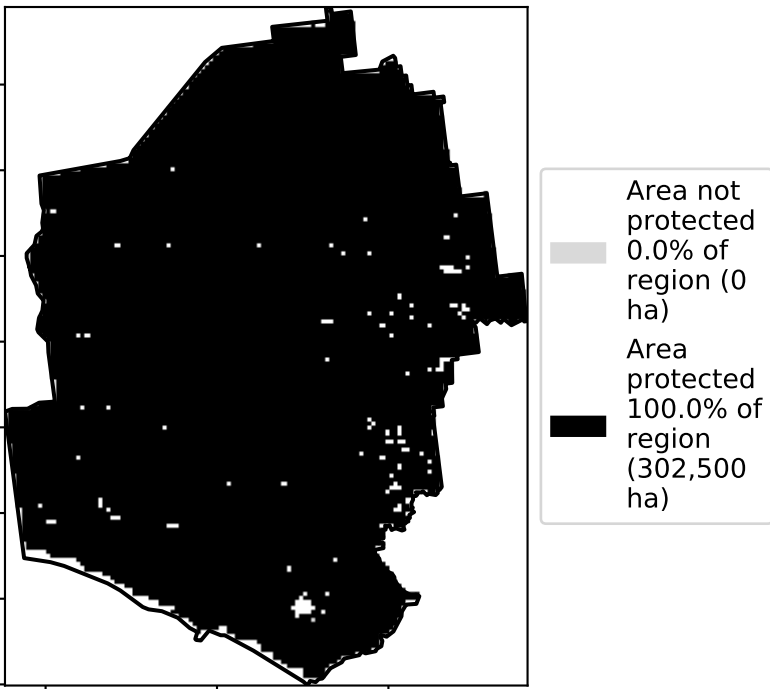 Area not
protected
0.0% of
region (0
ha)
Area
protected
100.0% of
region
(302,500
ha)